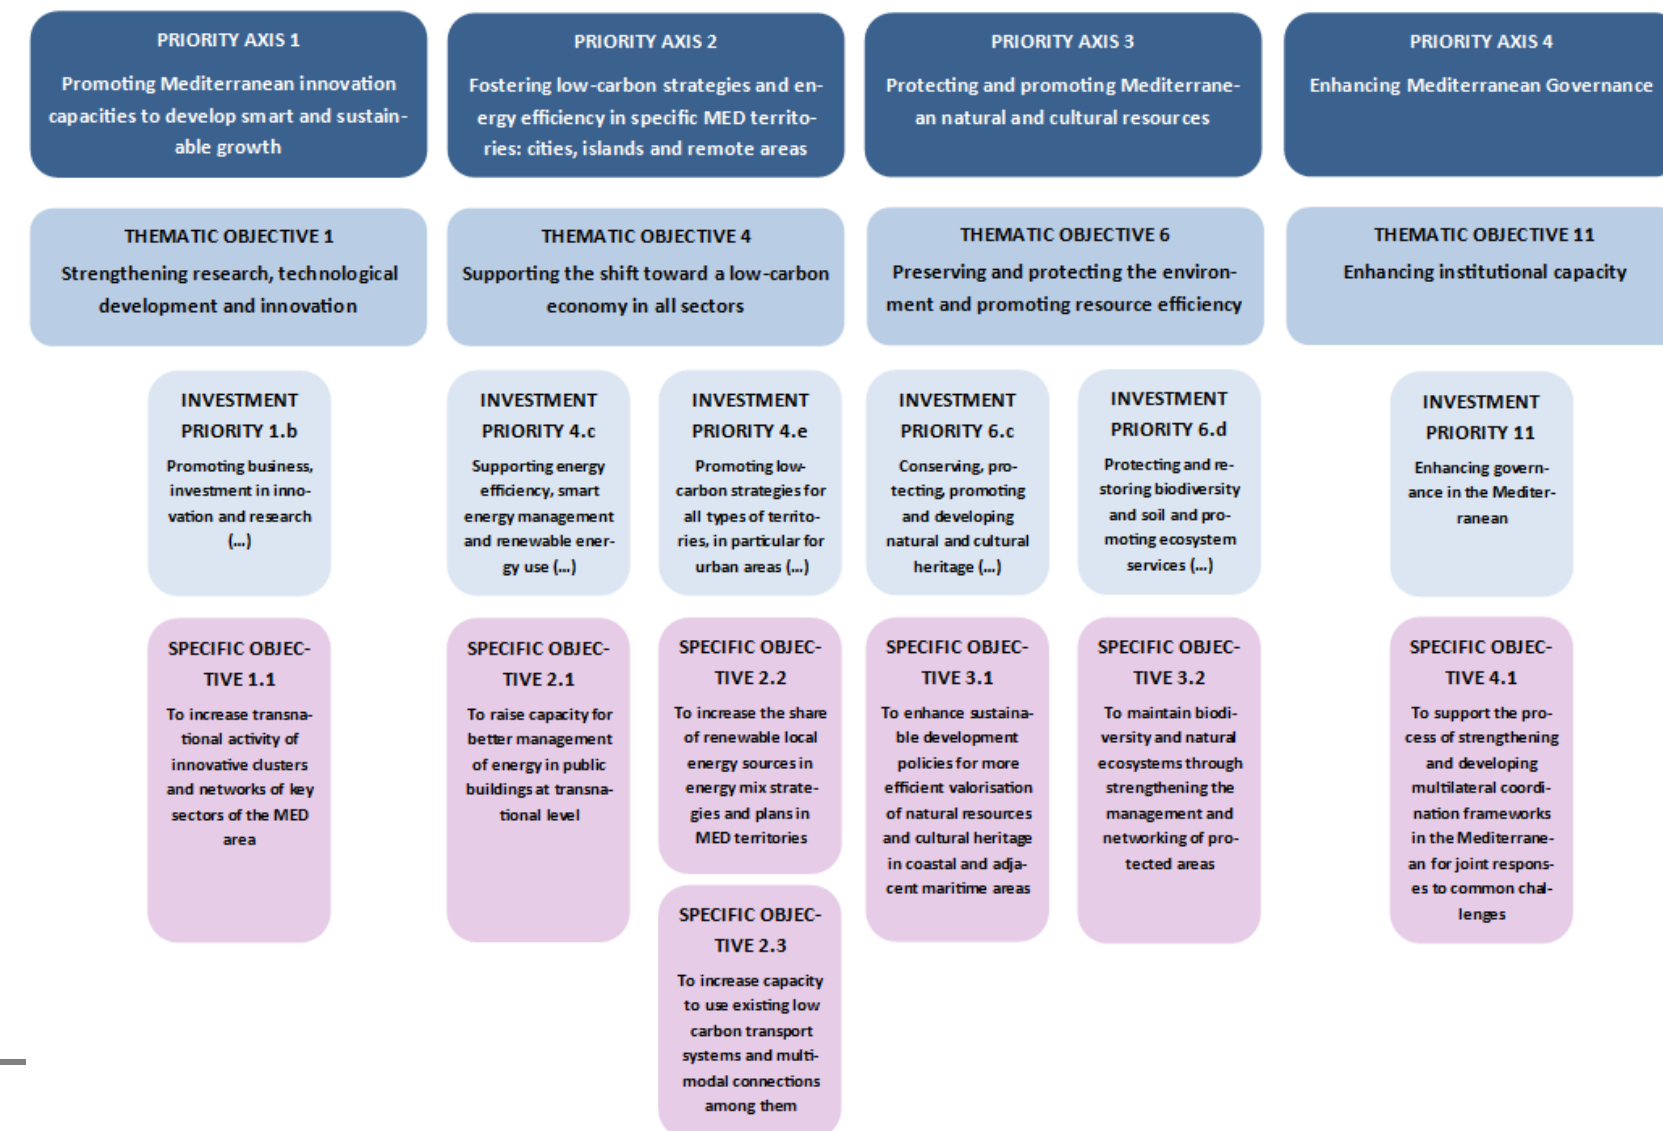 PRIORITY AXIS 1
Promoting Mediterranean innovation
capacities to develop smart and sustain-
able growth
PRIORITY AXIS 2
Fostering low-carbon strategies and en-
ergy efficiency in specific MED territo-
ries: cities, islands and remote areas
PRIORITY AXIS 3
Protecting and promoting Mediterrane-
an natural and cultural resources
PRIORITY AXIS 4
Enhancing Mediterranean Governance
THEMATIC OBJECTIVE 1
Strengthening research, technological
development and innovation
THEMATIC OBJECTIVE 4
Supporting the shift toward a low-carbon
economy in all sectors
THEMATIC OBJECTIVE 6
Preserving and protecting the environ-
ment and promoting resource efficiency
THEMATIC OBJECTIVE 11
Enhancing institutional capacity
INVESTMENT
PRIORITY 1.b
Promoting business,
investment in inno-
vation and research
(...)
INVESTMENT
PRIORITY 4.c
Supporting energy
efficiency, smart
energy management
and renewable ener-
gy use (...)
INVESTMENT
PRIORITY 4.e
Promoting low-
carbon strategies for
all types of territo-
ries, in particular for
urban areas (...)
INVESTMENT
PRIORITY 6.c
Conserving, pro-
tecting, promoting
and developing
natural and cultural
heritage (...)
INVESTMENT
PRIORITY 6.d
Protecting and re-
storing biodiversity
and soil and pro-
moting ecosystem
services (...)
INVESTMENT
PRIORITY 11
Enhancing govern-
ance in the Mediter-
ranean
SPECIFIC OBJEC-
TIVE 1.1
To increase transna-
tional activity of
innovative clusters
and networks of key
sectors of the MED
area
SPECIFIC OBJEC-
TIVE 2.1
To raise capacity for
better management
of energy in public
buildings at transna-
tional level
SPECIFIC OBJEC-
TIVE 2.2
To increase the share
of renewable local
energy sources in
energy mix strate-
gies and plans in
MED territories
SPECIFIC OBJEC-
TIVE 2.3
To increase capacity
to use existing low
carbon transport
systems and multi-
modal connections
among them
SPECIFIC OBJEC-
TIVE 3.1
To enhance sustaina-
ble development
policies for more
efficient valorisation
of natural resources
and cultural heritage
in coastal and adja-
cent maritime areas
SPECIFIC OBJEC-
TIVE 3.2
To maintain biodi-
versity and natural
ecosystems through
strengthening the
management and
networking of pro-
tected areas
SPECIFIC OBJEC-
TIVE 4.1
To support the pro-
cess of strengthening
and developing
multilateral coordi-
nation frameworks
in the Mediterrane-
an for joint respons-
es to common chal-
lenges